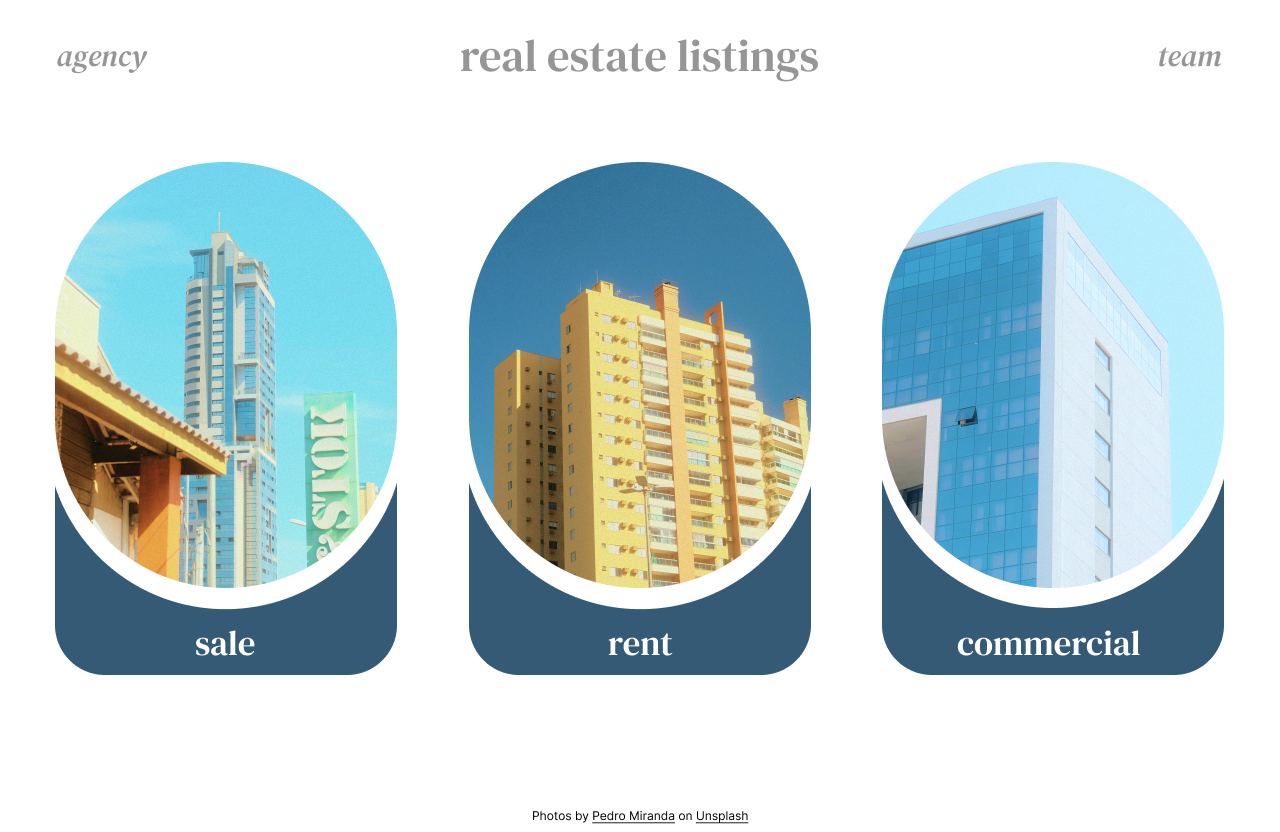 agency
real estate listings
team
STOK
sale
rent
commercial
Photos by Pedro Miranda on Unsplash